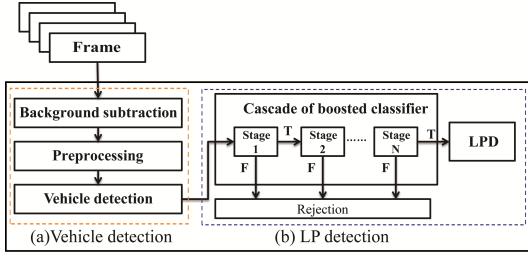 Frame
Background subtraction
Preprocessing
Vehicle detection
(a)Vehicle detection
Cascade of boosted classifier
Stage 1
T
Stage 2
......
Stage N
T
LPD
F
F
F
Rejection
(b) LP detection